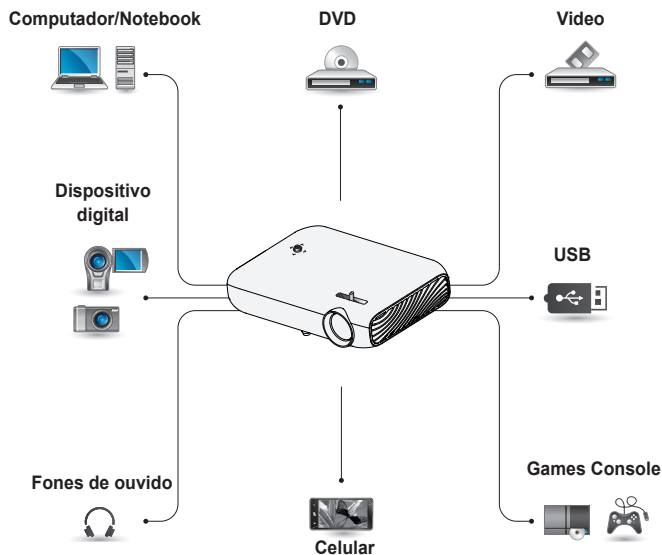 Computador/Notebook
DVD
Video
Dispositivo
digital
USB
Fones de ouvido
Celular
Games Console